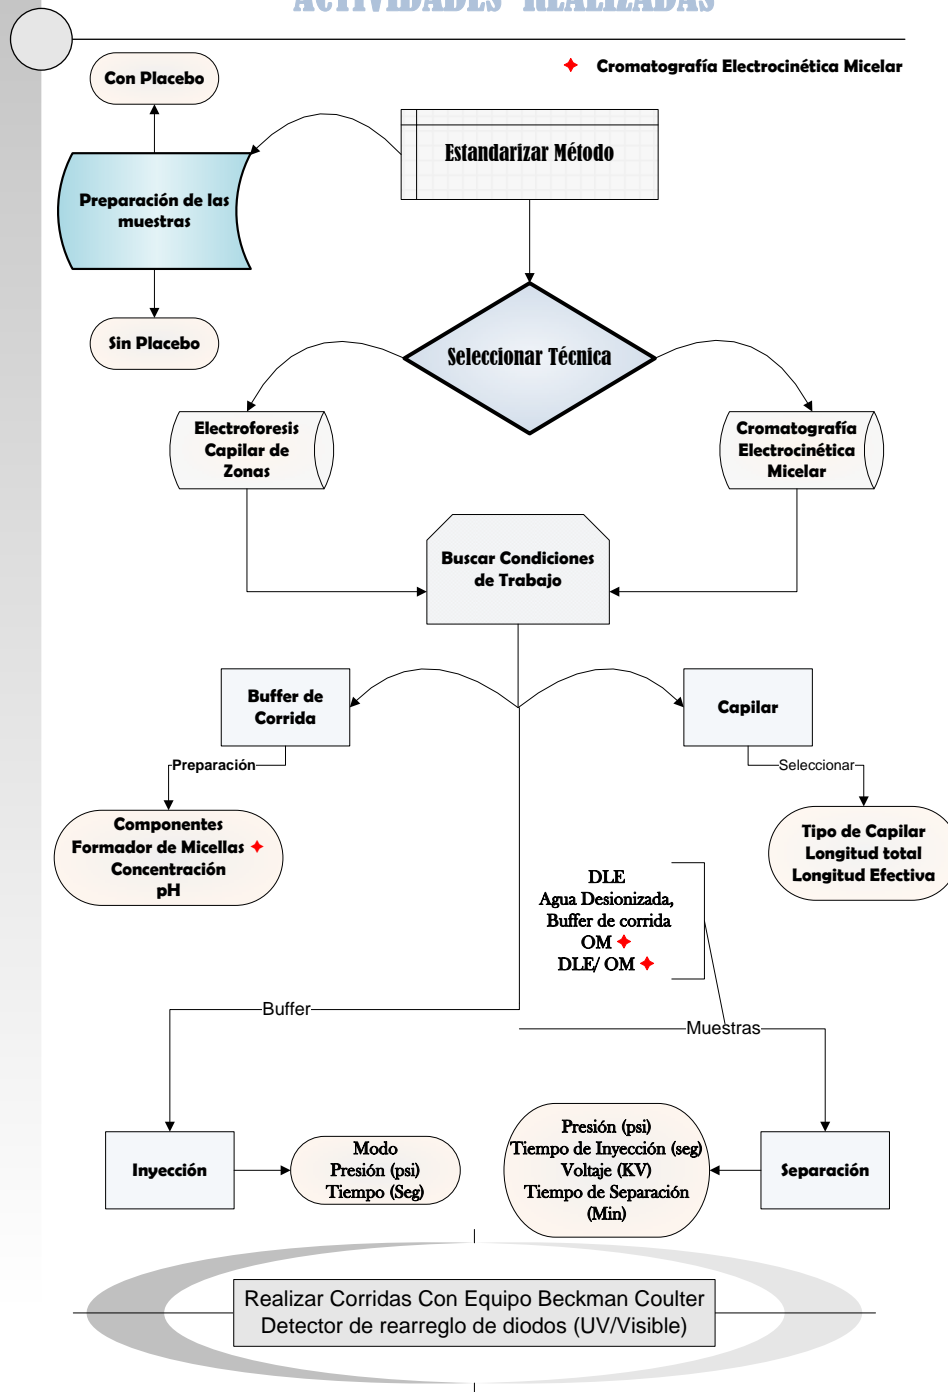 ACTIVIDADES REALIZADAS
Cromatografía Electrocinética Micelar
Con Placebo
Estandarizar Método
Preparación de las
muestras
Sin Placebo
Seleccionar Técnica
Electroforesis
Capilar de
Zonas
Cromatografía
Electrocinética
Micelar
Buscar Condiciones
de Trabajo
Buffer de
Corrida
Capilar
Preparación
Seleccionar
Componentes
Formador de Micellas
Concentración
pH
Tipo de Capilar
Longitud total
Longitud Efectiva
DLE
Agua Desionizada,
Buffer de corrida
OM
DLE/ OM
Buffer
Muestras
Inyección
Modo
Presión (psi)
Tiempo (Seg)
Presión (psi)
Tiempo de Inyección (seg)
Voltaje (KV)
Tiempo de Separación
(Min)
Separación
Realizar Corridas Con Equipo Beckman Coulter
Detector de rearreglo de diodos (UV/Visible)